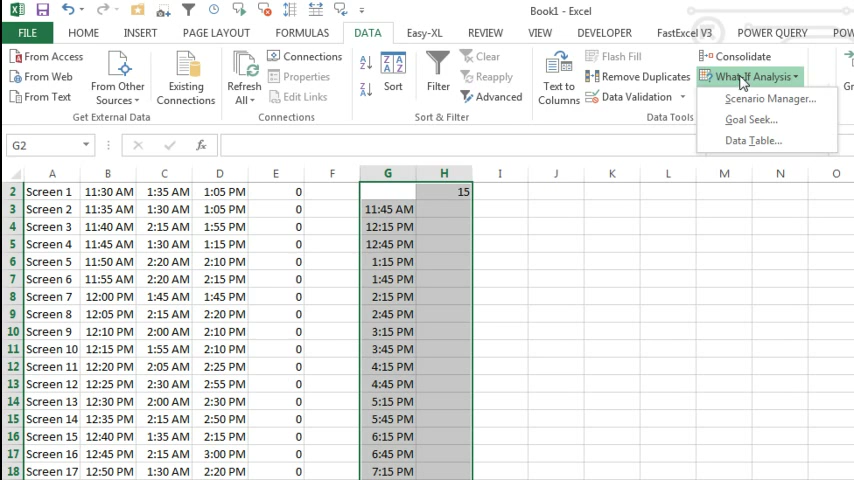 Book1 - Excel
FILE HOME INSERT PAGE LAYOUT FORMULAS DATA Easy-XL REVIEW VIEW DEVELOPER FastExcel V3 POWER QUERY POW
From Access
From Web
From Text
From Other Sources
Existing Connections
Get External Data
Refresh All
Connections
Properties
Edit Links
Connections
Sort
Filter
Clear
Reapply
Advanced
Sort & Filter
Text to Columns
Flash Fill
Remove Duplicates
Data Validation
Data Tools
Consolidate
What-If Analysis
Scenario Manager...
Goal Seek...
Data Table...
Gr
G2 fx
A B C D E F G H I J K L M N O
2 Screen 1 11:30 AM 1:35 AM 1:05 PM 0 15
3 Screen 2 11:35 AM 1:30 AM 1:05 PM 0 11:45 AM
4 Screen 3 11:40 AM 2:15 AM 1:55 PM 0 12:15 PM
5 Screen 4 11:45 AM 1:30 AM 1:15 PM 0 12:45 PM
6 Screen 5 11:50 AM 2:20 AM 2:10 PM 0 1:15 PM
7 Screen 6 11:55 AM 2:20 AM 2:15 PM 0 1:45 PM
8 Screen 7 12:00 PM 1:45 AM 1:45 PM 0 2:15 PM
9 Screen 8 12:05 PM 2:15 AM 2:20 PM 0 2:45 PM
10 Screen 9 12:10 PM 2:00 AM 2:10 PM 0 3:15 PM
11 Screen 10 12:15 PM 1:55 AM 2:10 PM 0 3:45 PM
12 Screen 11 12:20 PM 2:05 AM 2:25 PM 0 4:15 PM
13 Screen 12 12:25 PM 2:30 AM 2:55 PM 0 4:45 PM
14 Screen 13 12:30 PM 2:00 AM 2:30 PM 0 5:15 PM
15 Screen 14 12:35 PM 2:15 AM 2:50 PM 0 5:45 PM
16 Screen 15 12:40 PM 1:35 AM 2:15 PM 0 6:15 PM
17 Screen 16 12:45 PM 2:15 AM 3:00 PM 0 6:45 PM
18 Screen 17 12:50 PM 1:30 AM 2:20 PM 0 7:15 PM